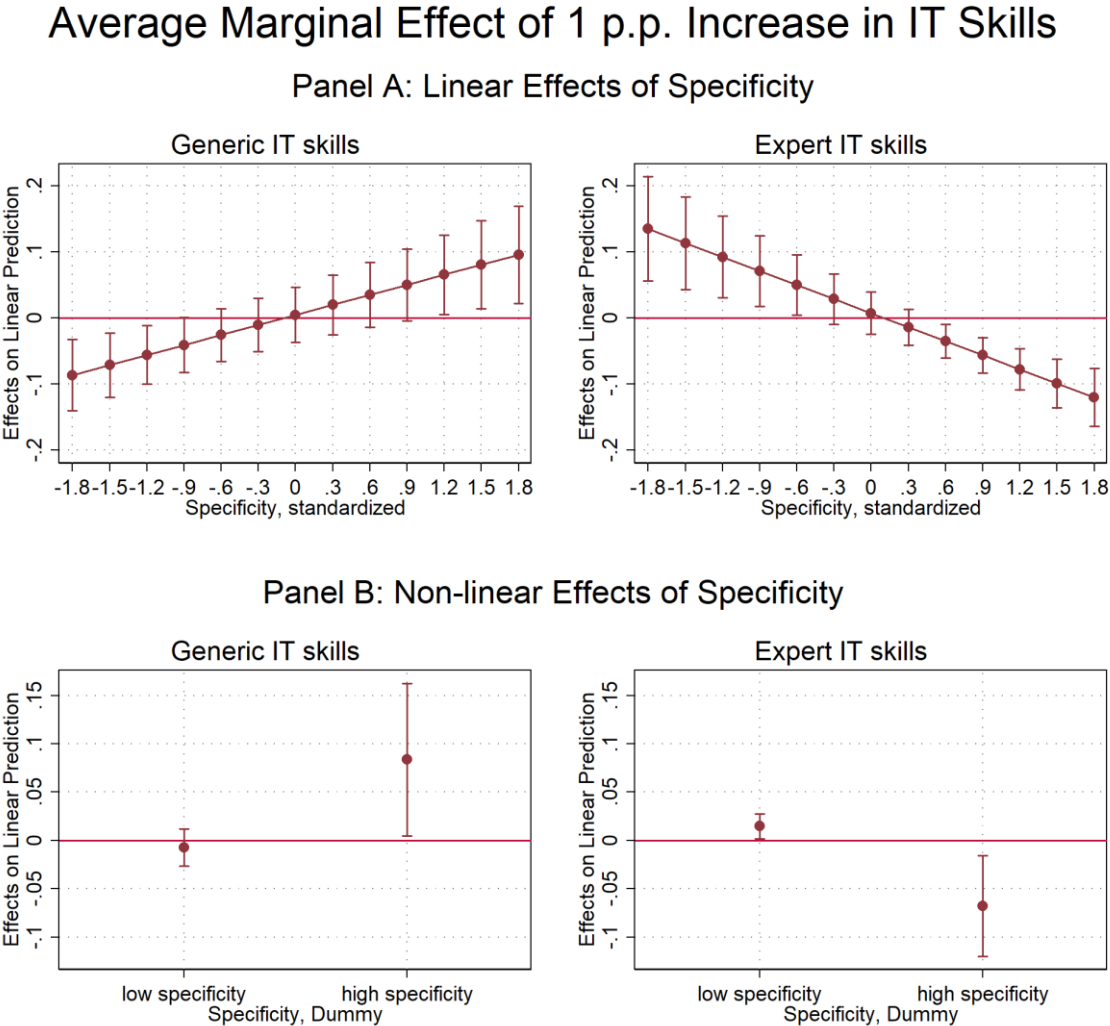 Average Marginal Effect of 1 p.p. Increase in IT Skills
Panel A: Linear Effects of Specificity
Generic IT skills
Effects on Linear Prediction
.2
.1
0
-.1
-.2
-1.8 -1.5 -1.2 -.9 -.6 -.3 0 .3 .6 .9 1.2 1.5 1.8
Specificity, standardized
Expert IT skills
Effects on Linear Prediction
.2
.1
0
-.1
-.2
-1.8 -1.5 -1.2 -.9 -.6 -.3 0 .3 .6 .9 1.2 1.5 1.8
Specificity, standardized
Panel B: Non-linear Effects of Specificity
Generic IT skills
Effects on Linear Prediction
.15
.1
.05
0
-.05
-.1
low specificity high specificity
Specificity, Dummy
Expert IT skills
Effects on Linear Prediction
.15
.1
.05
0
-.05
-.1
low specificity high specificity
Specificity, Dummy